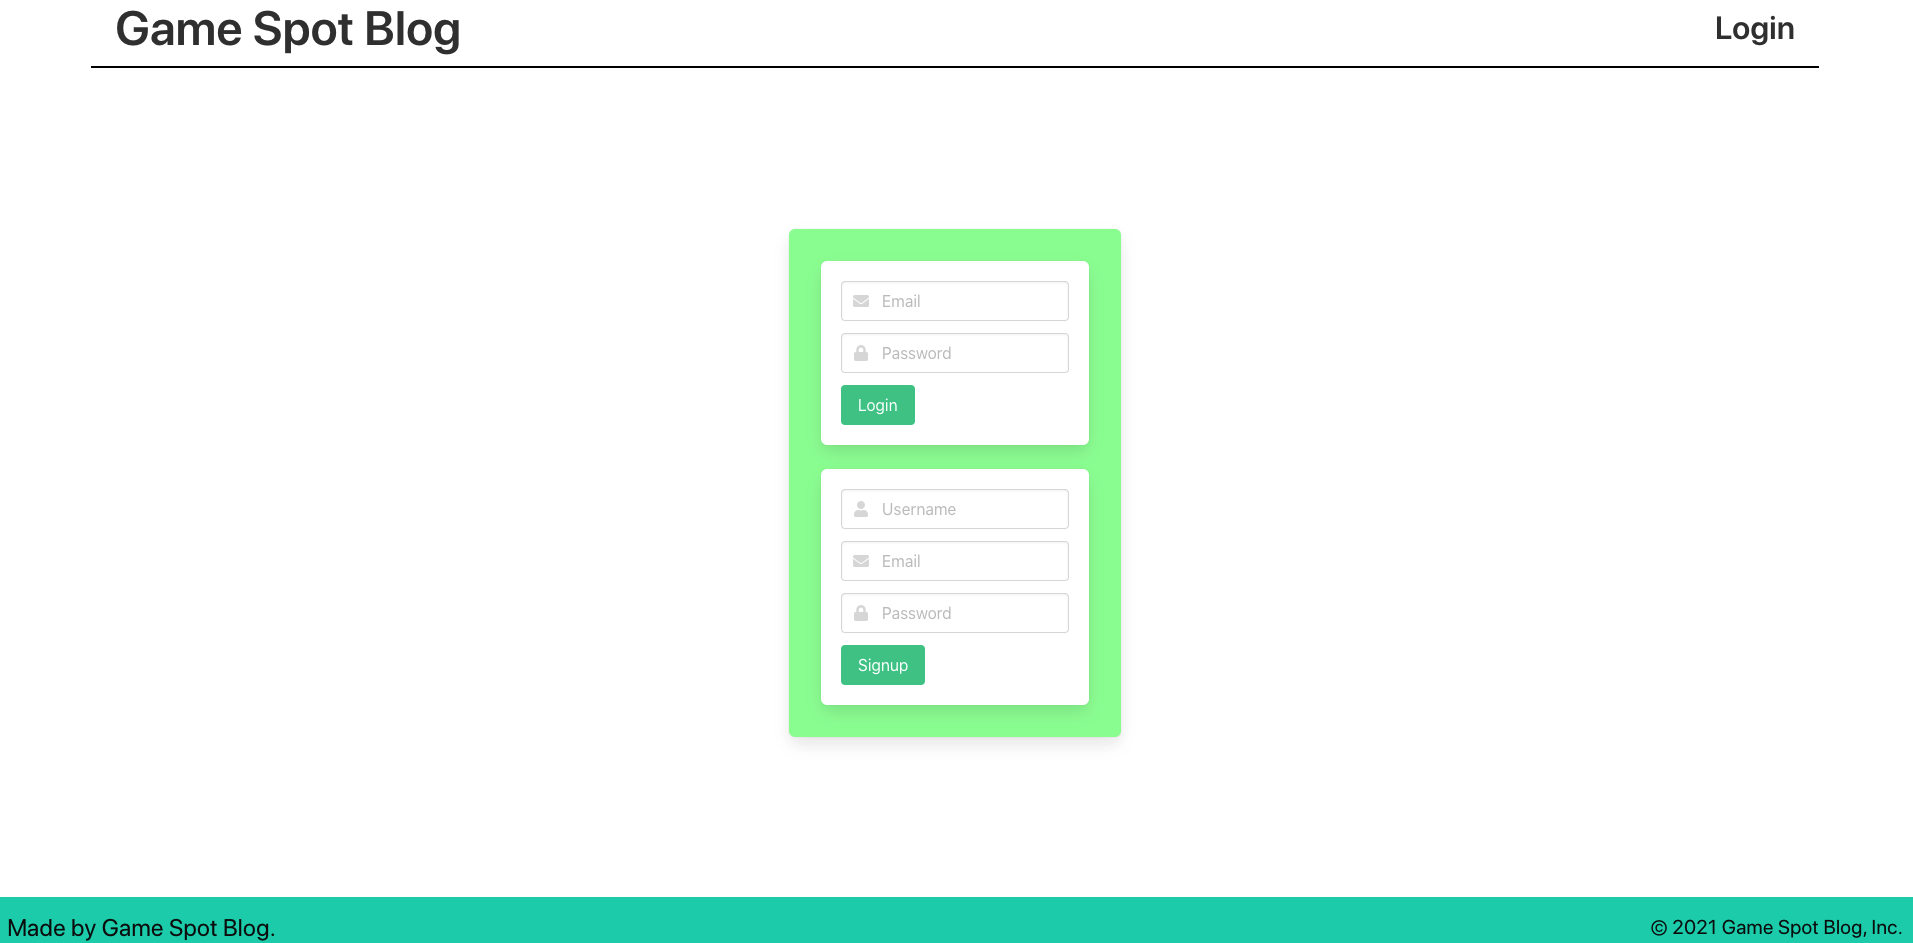 Game Spot Blog
Login
Email
Password
Login
Username
Email
Password
Signup
Made by Game Spot Blog.
© 2021 Game Spot Blog, Inc.